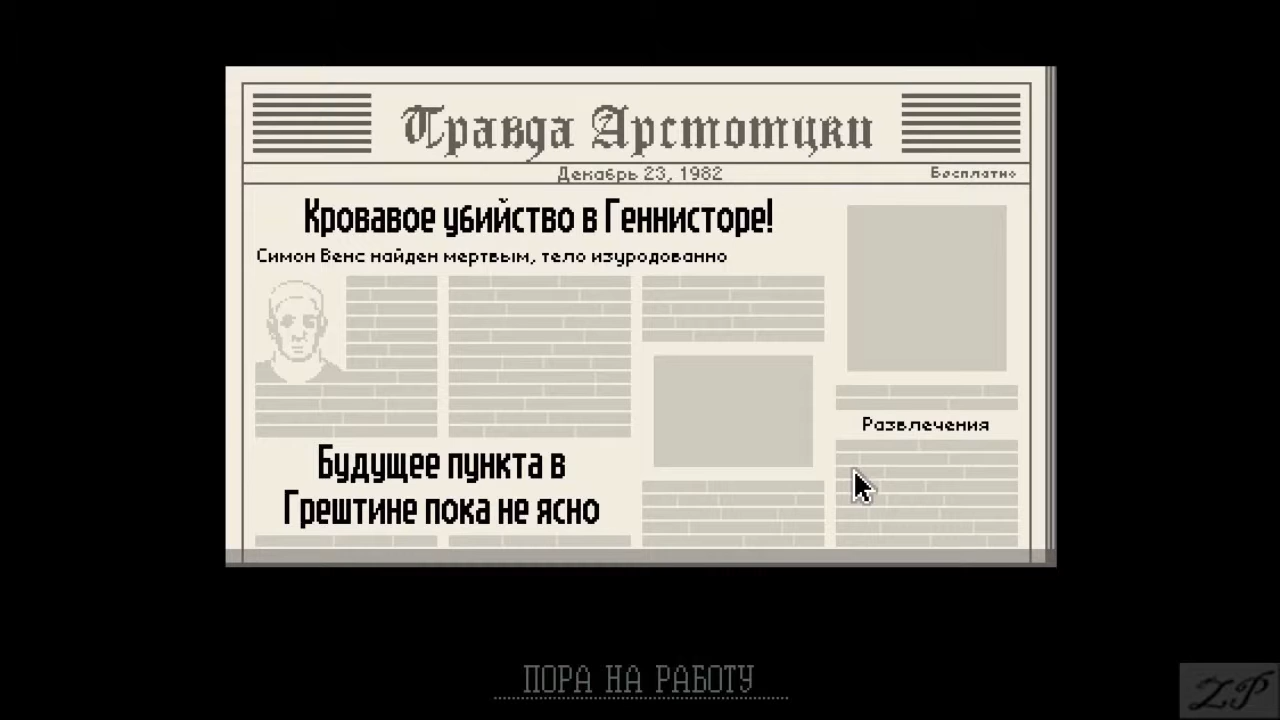 Правда Арстотцки
Декабрь 23, 1982
Бесплатно
Кровавое убийство в Геннисторе!
Симон Венс найден мертвым, тело изуродованно
Развлечения
Будущее пункта в
Грештине пока не ясно
ПОРА НА РАБОТУ
ZP